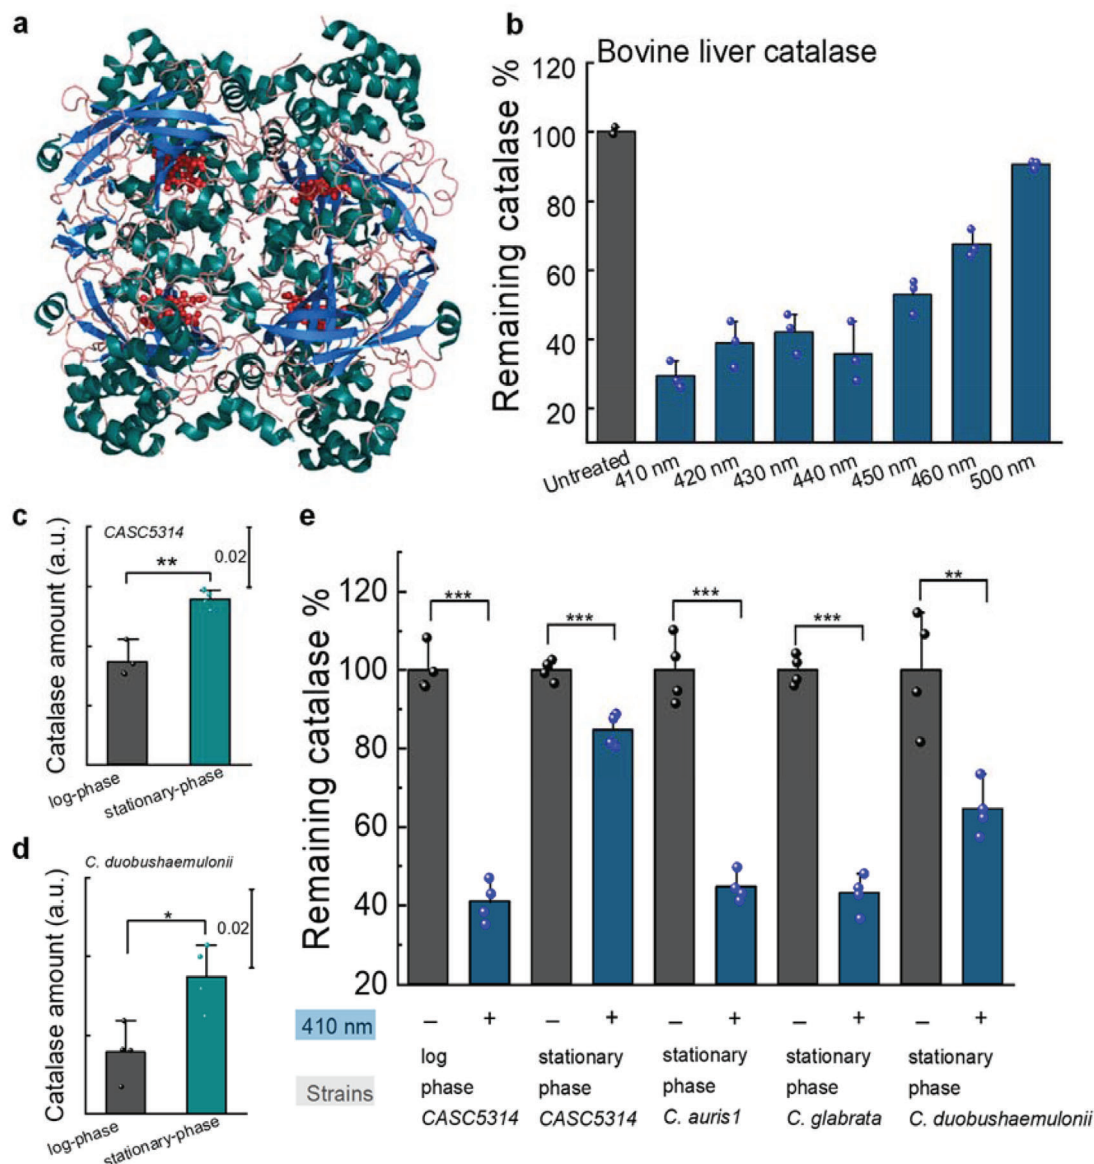 a
b
Bovine liver catalase
Remaining catalase %
120
100
80
60
40
20
Untreated
410 nm
420 nm
430 nm
440 nm
450 nm
460 nm
500 nm
c
CASC5314
Catalase amount (a.u.)
**
0.02
log-phase
stationary-phase
d
C. duobushaemulonii
Catalase amount (a.u.)
*
0.02
log-phase
stationary-phase
e
Remaining catalase %
120
100
80
60
40
20
***
***
***
***
**
410 nm
– + – + – + – + – +
Strains
log
phase
CASC5314
stationary
phase
CASC5314
stationary
phase
C. auris1
stationary
phase
C. glabrata
stationary
phase
C. duobushaemulonii